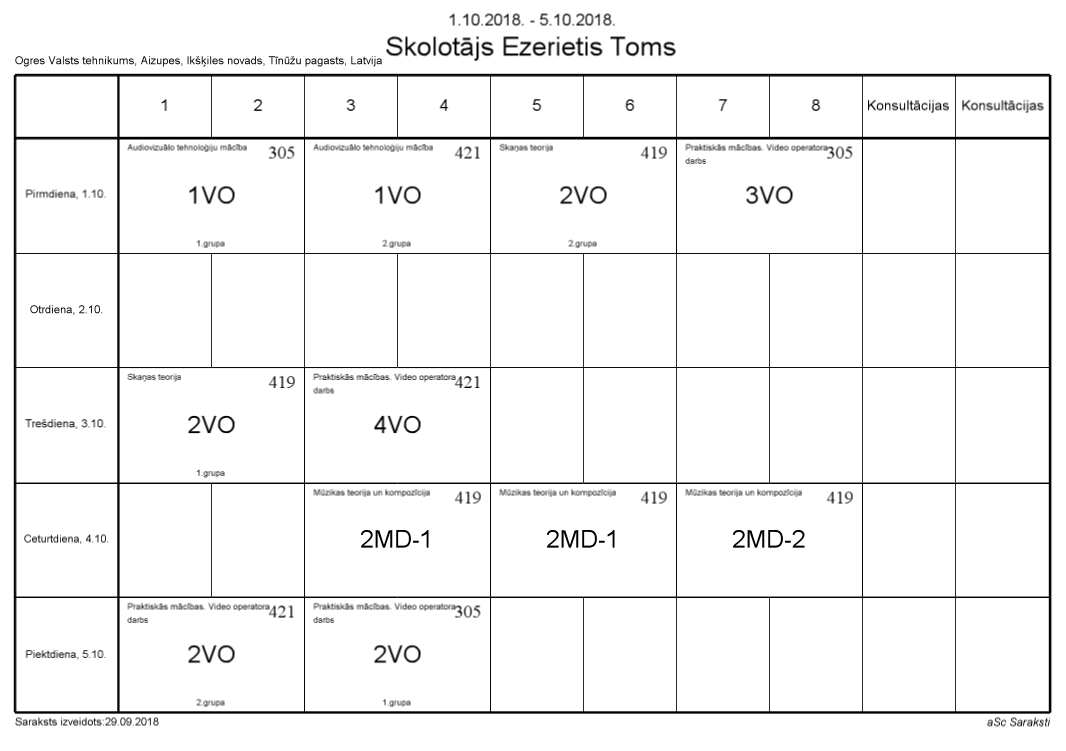 1.10.2018. - 5.10.2018.
Skolotājs Ezerietis Toms
Ogres Valsts tehnikums, Aizupes, Ikšķiles novads, Tīnūžu pagasts, Latvija
1 2 3 4 5 6 7 8 Konsultācijas Konsultācijas
Pirmdiena, 1.10.
Audiovizuālo tehnoloģiju mācība 305
1VO
1.grupa
Audiovizuālo tehnoloģiju mācība 421
1VO
2.grupa
Skaņas teorija 419
2VO
2.grupa
Praktiskās mācības. Video operatora 305
darbs
3VO
Otrdiena, 2.10.
Trešdiena, 3.10.
Skaņas teorija 419
2VO
1.grupa
Praktiskās mācības. Video operatora 421
darbs
4VO
Ceturtdiena, 4.10.
Mūzikas teorija un kompozīcija 419
2MD-1
Mūzikas teorija un kompozīcija 419
2MD-1
Mūzikas teorija un kompozīcija 419
2MD-2
Piektdiena, 5.10.
Praktiskās mācības. Video operatora 421
darbs
2VO
2.grupa
Praktiskās mācības. Video operatora 305
darbs
2VO
1.grupa
Saraksts izveidots:29.09.2018
aSc Saraksti